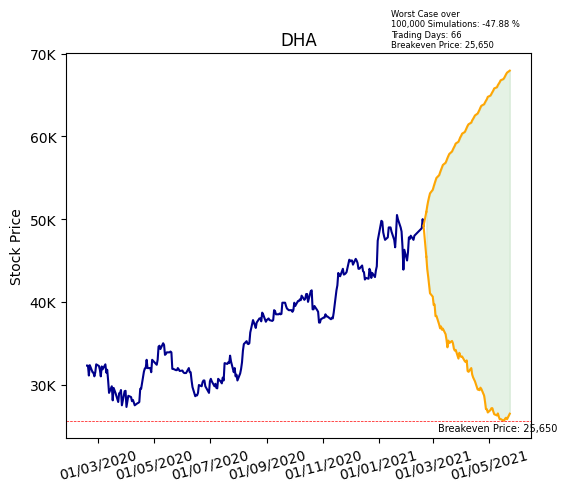 Worst Case over
100,000 Simulations: -47.88 %
Trading Days: 66
Breakeven Price: 25,650
DHA
70K
60K
50K
40K
30K
Stock Price
Breakeven Price: 25,650
01/03/2020
01/05/2020
01/07/2020
01/09/2020
01/11/2020
01/01/2021
01/03/2021
01/05/2021